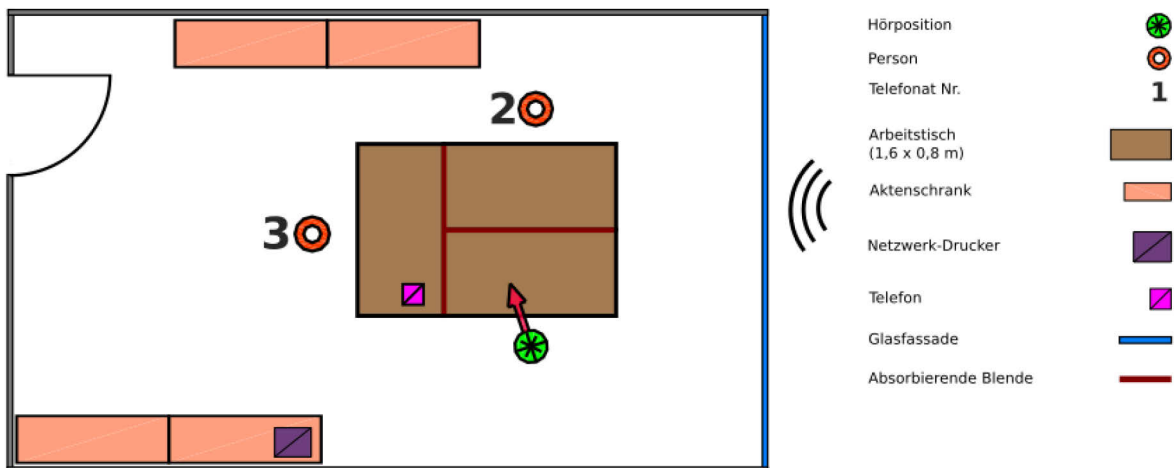 2
3
Hörposition
Person
Telefonat Nr.
1
Arbeitstisch
(1,6 x 0,8 m)
Aktenschrank
Netzwerk-Drucker
Telefon
Glasfassade
Absorbierende Blende